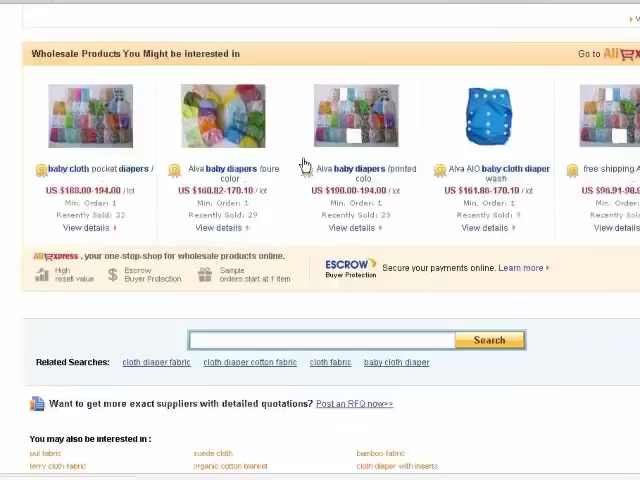 Wholesale Products You Might be interested in
Go to AliExp
baby cloth pocket diapers /
US $188.00-194.00 / lot
Min. Order: 1
Recently Sold: 32
View details
Alva baby diapers /pure
color ...
US $160.82-170.10 / lot
Min. Order: 1
Recently Sold: 29
View details
Alva baby diapers /printed
colo
US $190.00-194.00 / lot
Min. Order: 1
Recently Sold: 23
View details
Alva AIO baby cloth diaper
wash
US $161.86-170.10 / lot
Min. Order: 1
Recently Sold: 9
View details
free shipping A
US $96.91-98.
Min. Or
Recently
View detail
AliExpress, your one-stop-shop for wholesale products online.
High
resell value
Escrow
Buyer Protection
Sample
orders start at 1 item
ESCROW
Buyer Protection
Secure your payments online. Learn more
Search
Related Searches: cloth diaper fabric cloth diaper cotton fabric cloth fabric baby cloth diaper
Want to get more exact suppliers with detailed quotations? Post an RFQ now>>
You may also be interested in :
pul fabric suede cloth bamboo fabric
terry cloth fabric organic cotton blanket cloth diaper with inserts